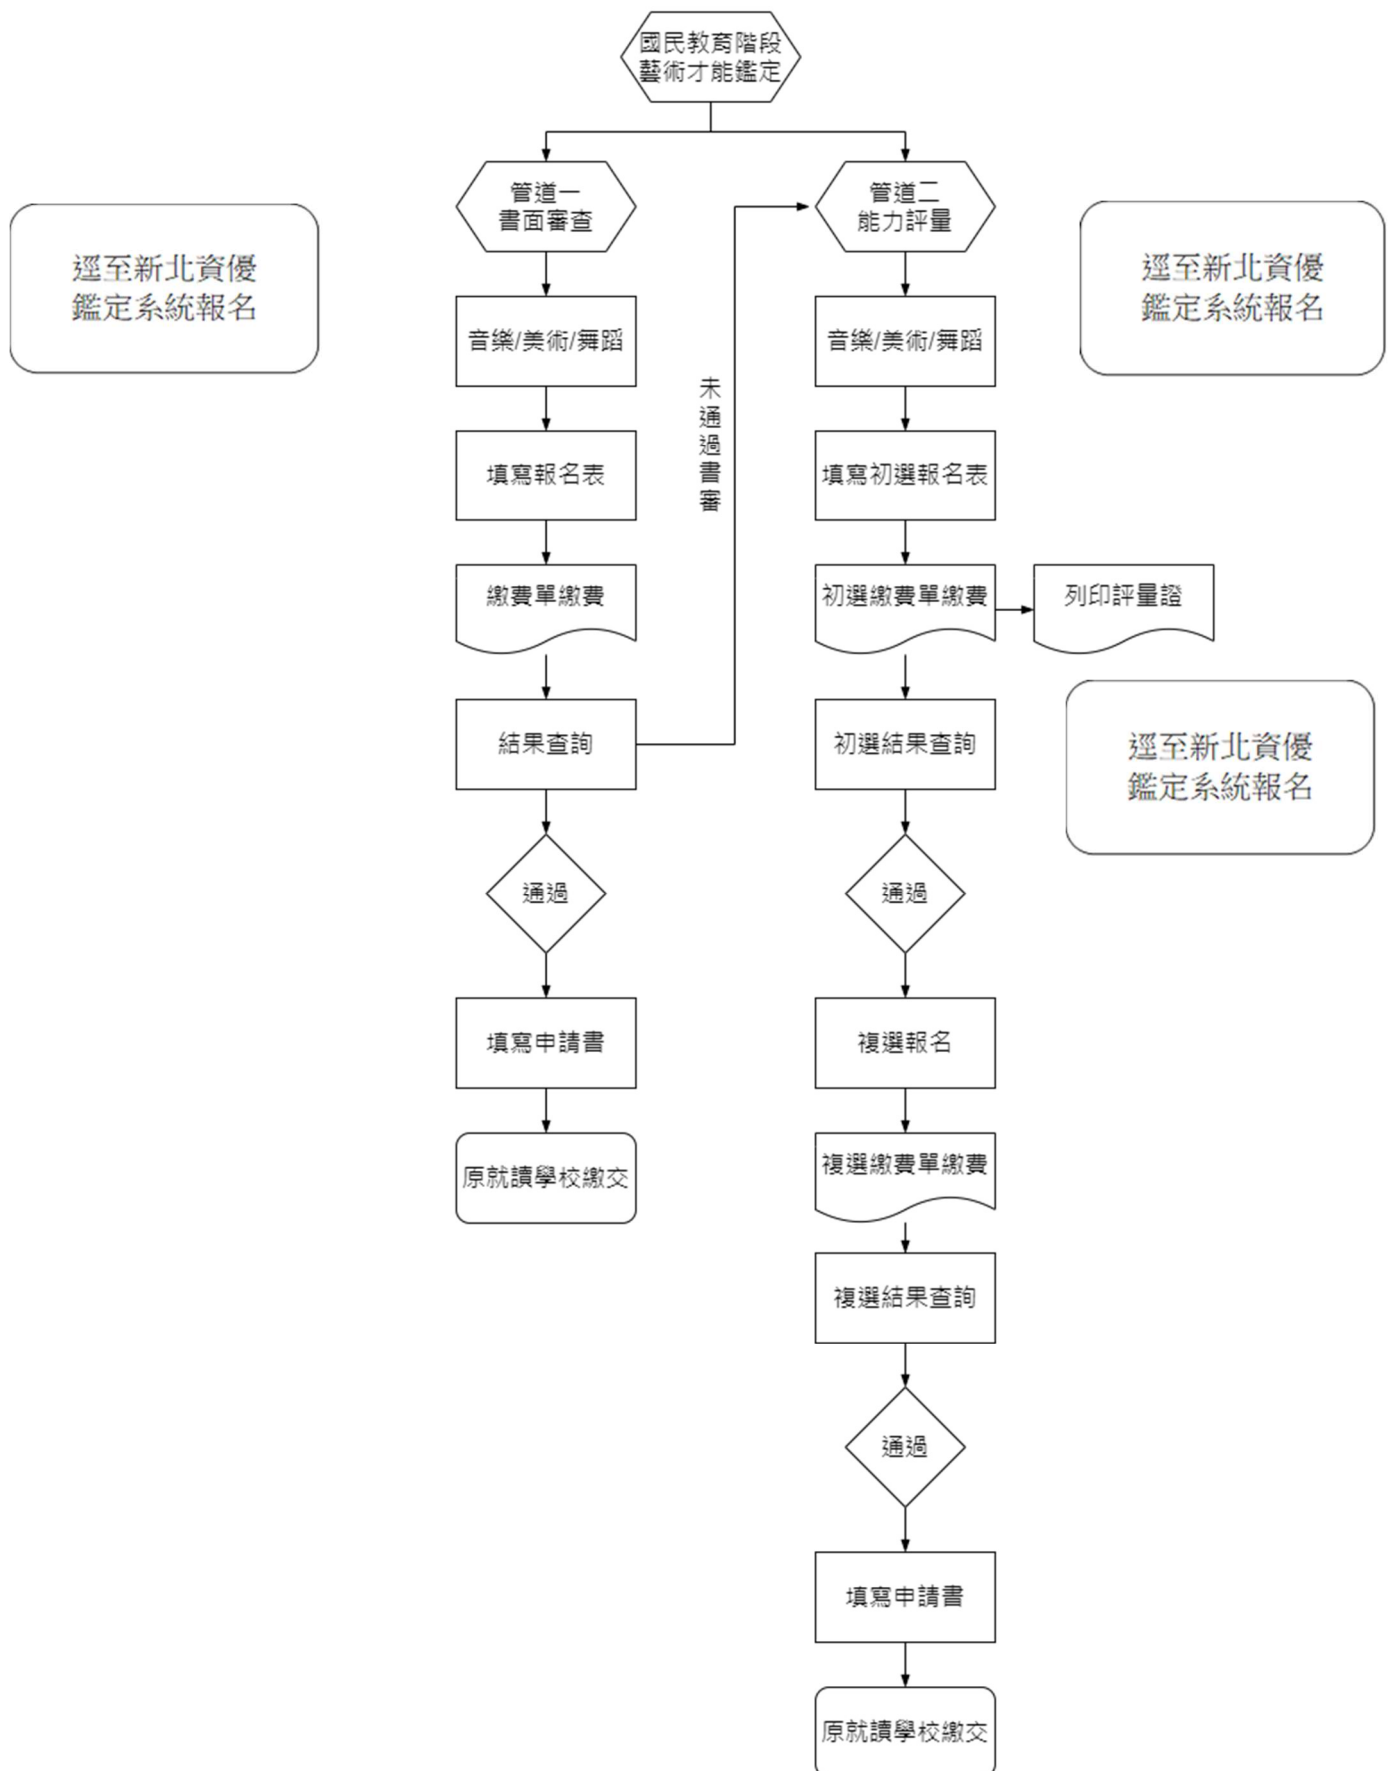 國民教育階段
藝術才能鑑定
管道一
書面審查
管道二
能力評量
逕至新北資優
鑑定系統報名
逕至新北資優
鑑定系統報名
音樂/美術/舞蹈
音樂/美術/舞蹈
未通過書審
填寫報名表
填寫初選報名表
繳費單繳費
初選繳費單繳費
列印評量證
結果查詢
初選結果查詢
逕至新北資優
鑑定系統報名
通過
通過
填寫申請書
複選報名
原就讀學校繳交
複選繳費單繳費
複選結果查詢
通過
填寫申請書
原就讀學校繳交